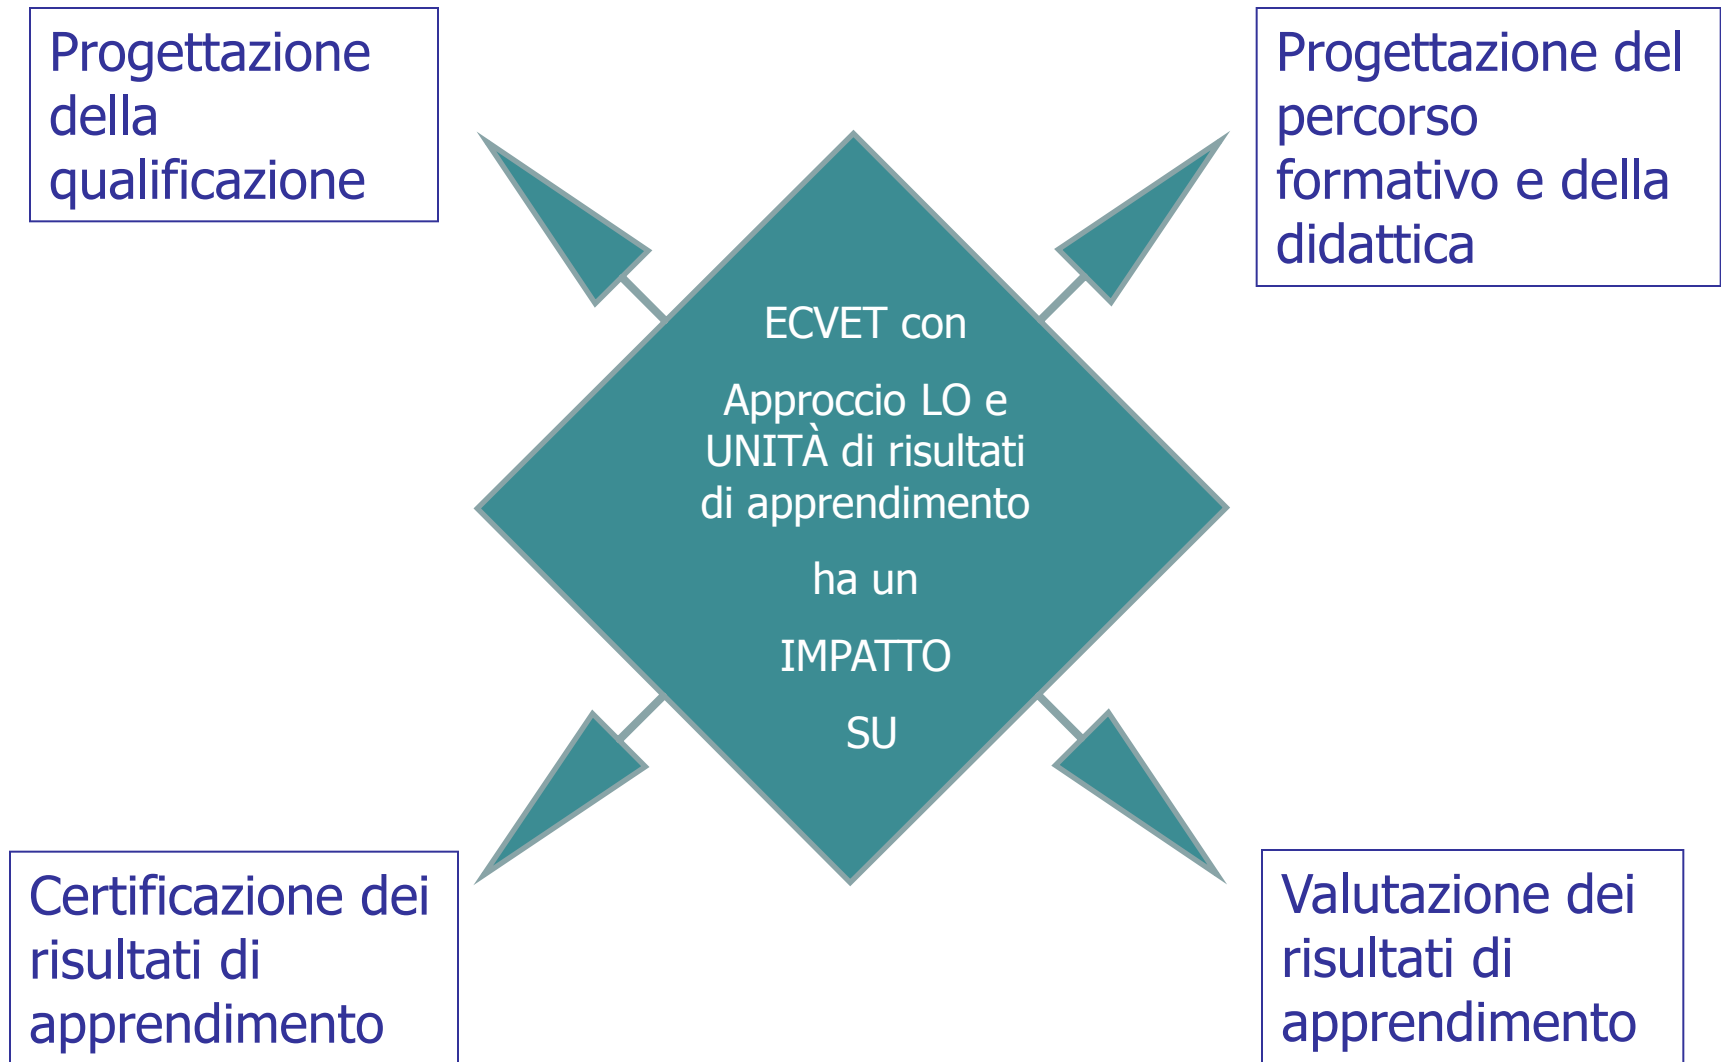 Progettazione
della
qualificazione
Progettazione del
percorso
formativo e della
didattica
ECVET con
Approccio LO e
UNITÀ di risultati
di apprendimento
ha un
IMPATTO
SU
Certificazione dei
risultati di
apprendimento
Valutazione dei
risultati di
apprendimento